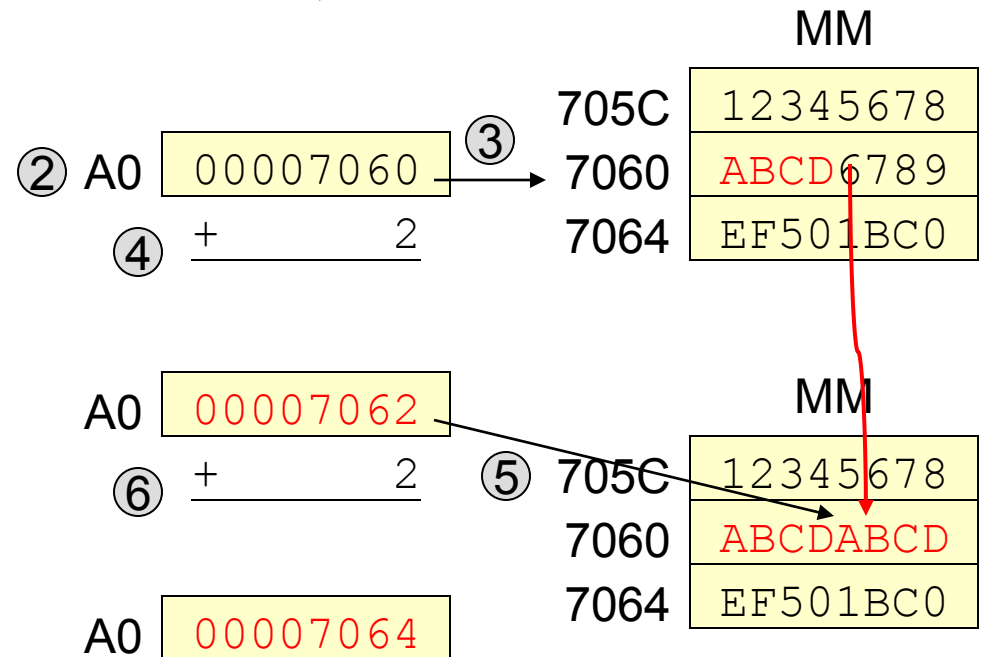 MM
705C 12345678
② A0 00007060 ③ 7060 ABCD6789
④ + 2 7064 EF501BC0
MM
A0 00007062
⑥ + 2 ⑤ 705C 12345678
7060 ABCDABCD
7064 EF501BC0
A0 00007064